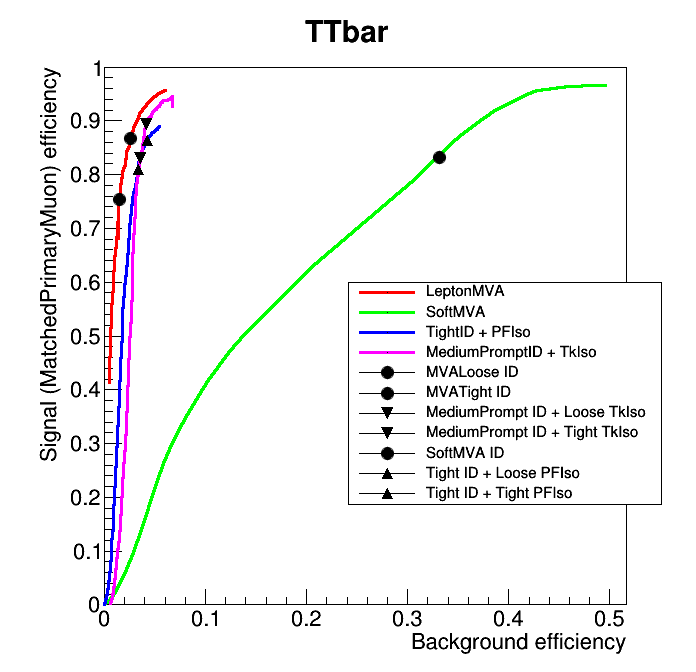 TTbar
Signal (MatchedPrimaryMuon) efficiency
1
0.9
0.8
0.7
0.6
0.5
0.4
0.3
0.2
0.1
0
LeptonMVA
SoftMVA
TightID + PFIso
MediumPromptID + TkIso
MVALoose ID
MVATight ID
MediumPrompt ID + Loose TkIso
MediumPrompt ID + Tight TkIso
SoftMVA ID
Tight ID + Loose PFIso
Tight ID + Tight PFIso
0 0.1 0.2 0.3 0.4 0.5
Background efficiency